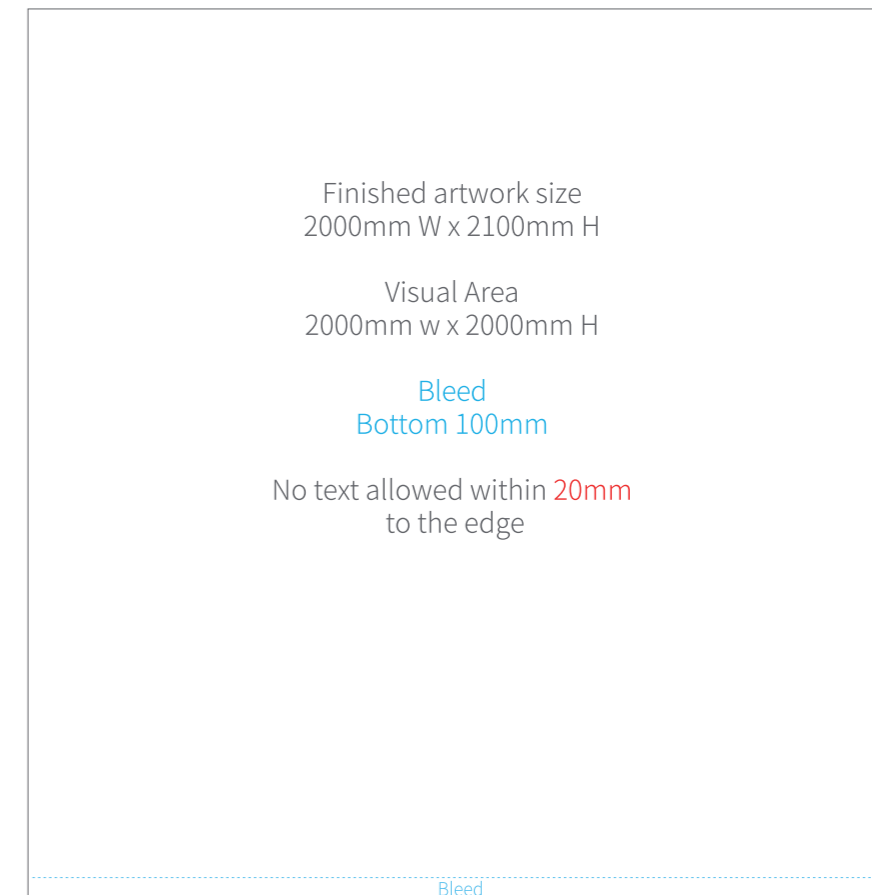 Finished artwork size
2000mm W x 2100mm H
Visual Area
2000mm w x 2000mm H
Bleed
Bottom 100mm
No text allowed within 20mm
to the edge
Bleed